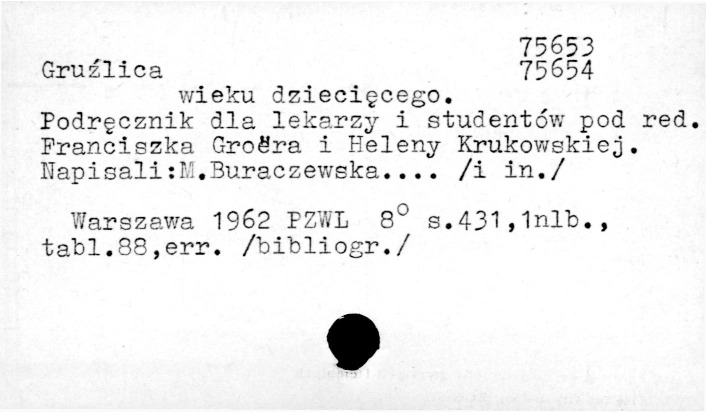 75653
Gruźlica 75654
wieku dziecięcego.
Podręcznik dla lekarzy i studentów pod red.
Franciszka Groëra i Heleny Krukowskiej.
Napisali:M.Buraczewska.... /i in./
Warszawa 1962 PZWL 8° s.431,1nlb.,
tabl.88,err. /bibliogr./